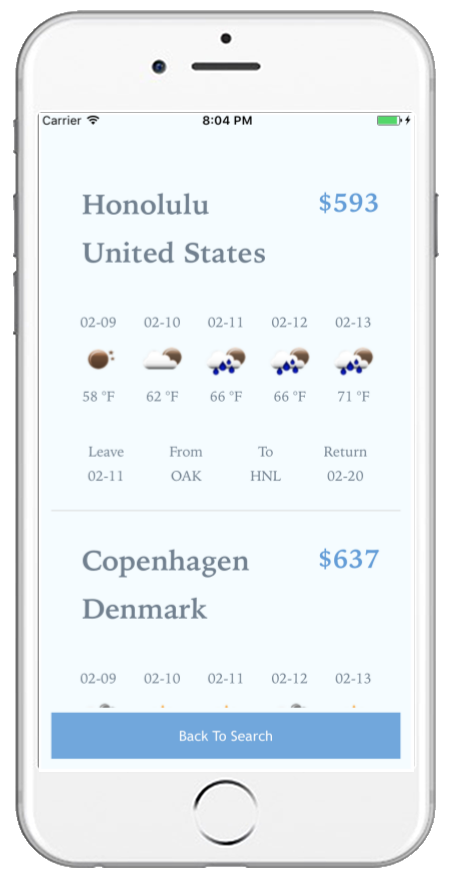 Carrier 8:04 PM
Honolulu $593
United States
02-09 02-10 02-11 02-12 02-13
58 °F 62 °F 66 °F 66 °F 71 °F
Leave From To Return
02-11 OAK HNL 02-20
Copenhagen $637
Denmark
02-09 02-10 02-11 02-12 02-13
Back To Search